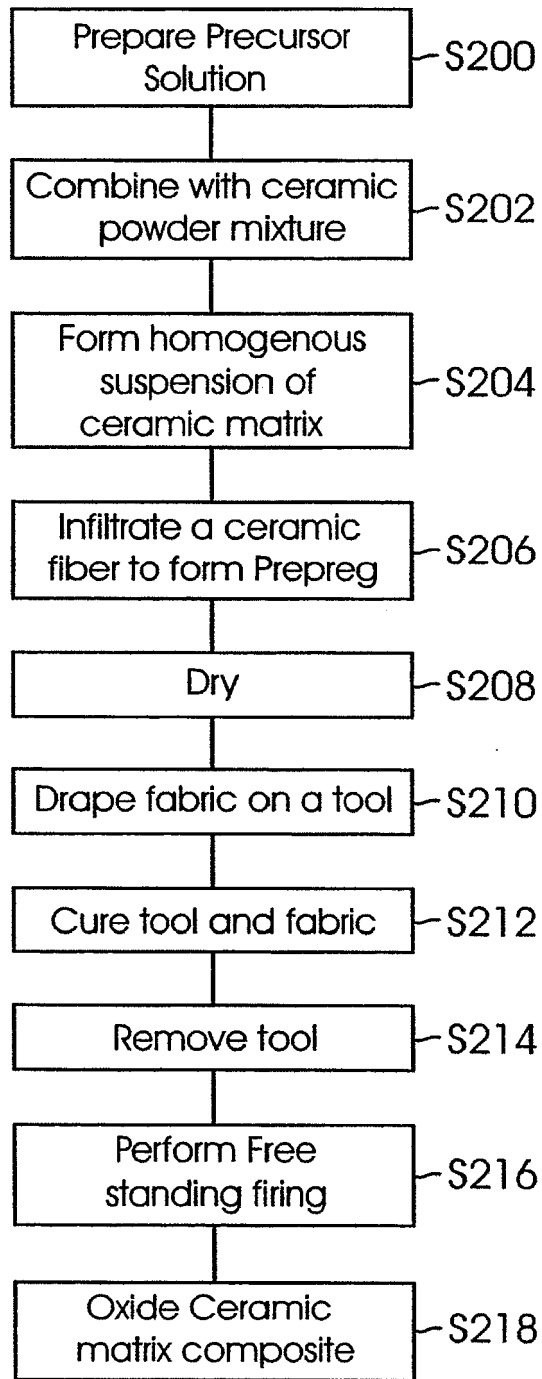 Prepare Precursor
Solution
S200
Combine with ceramic
powder mixture
S202
Form homogenous
suspension of
ceramic matrix
S204
Infiltrate a ceramic
fiber to form Prepreg
S206
Dry
S208
Drape fabric on a tool
S210
Cure tool and fabric
S212
Remove tool
S214
Perform Free
standing firing
S216
Oxide Ceramic
matrix composite
S218